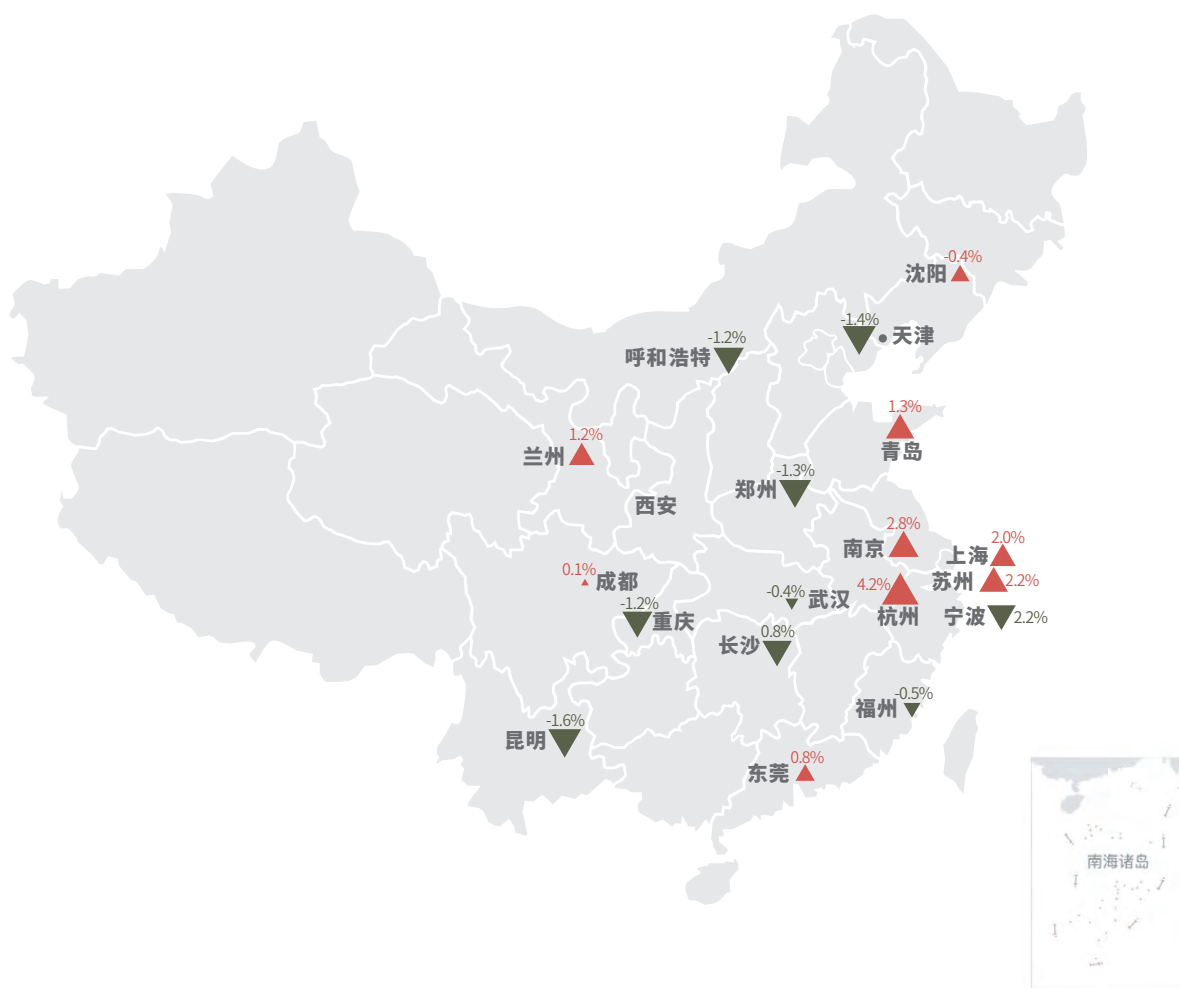 -0.4%
沈阳
-1.4%
天津
-1.2%
呼和浩特
1.3%
青岛
1.2%
兰州
-1.3%
郑州
西安
2.8%
南京
2.0%
上海
0.1%
成都
苏州
2.2%
-0.4%
武汉
4.2%
杭州
-1.2%
重庆
宁波
2.2%
0.8%
长沙
-0.5%
福州
-1.6%
昆明
0.8%
东莞
南海诸岛